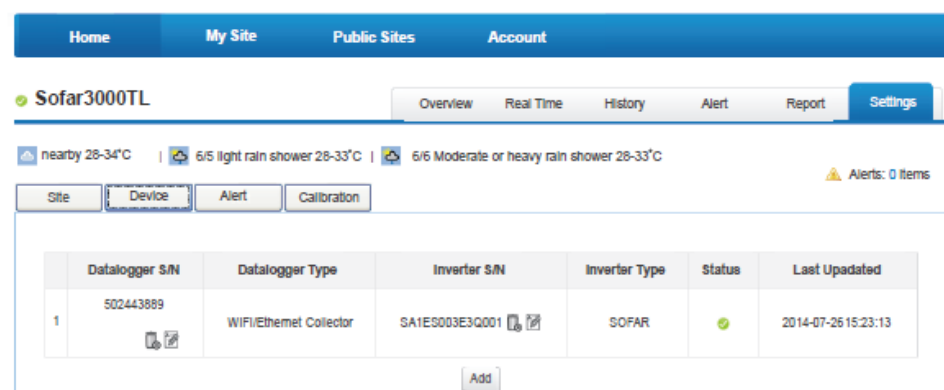 Home My Site Public Sites Account
Sofar3000TL
Overview Real Time History Alert Report Settings
nearby 28-34°C | 6/5 light rain shower 28-33°C | 6/6 Moderate or heavy rain shower 28-33°C
Alerts: 0 Items
Site Device Alert Calibration
Datalogger S/N Datalogger Type Inverter S/N Inverter Type Status Last Upadated
502443889
1 WIFI/Ethernet Collector SA1ES003E3Q001 SOFAR 2014-07-26 15:23:13
Add